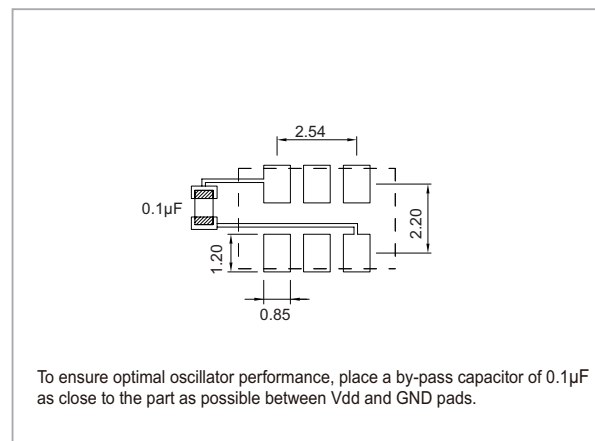 2.54
0.1µF
2.20
1.20
0.85
To ensure optimal oscillator performance, place a by-pass capacitor of 0.1µF
as close to the part as possible between Vdd and GND pads.